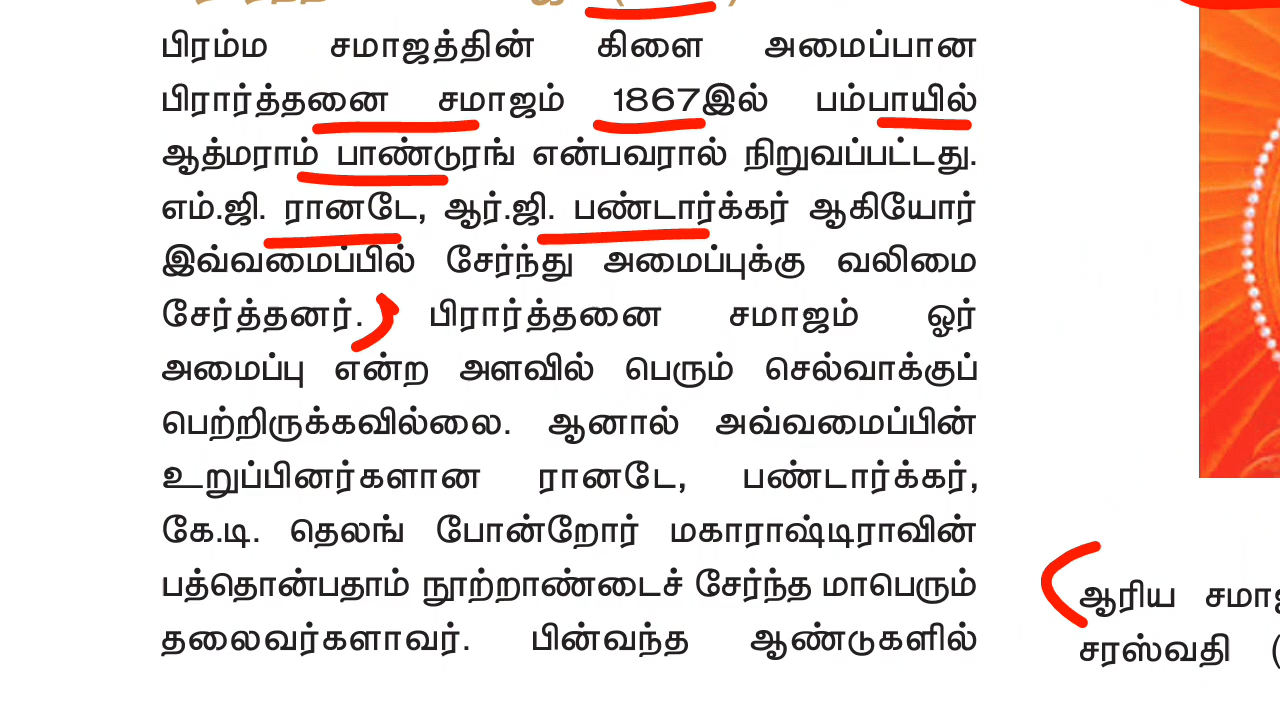 பிரம்ம சமாஜத்தின் கிளை அமைப்பான
பிரார்த்தனை சமாஜம் 1867இல் பம்பாயில்
ஆத்மராம் பாண்டுரங் என்பவரால் நிறுவப்பட்டது.
எம்.ஜி. ரானடே, ஆர்.ஜி. பண்டார்க்கர் ஆகியோர்
இவ்வமைப்பில் சேர்ந்து அமைப்புக்கு வலிமை
சேர்த்தனர். பிரார்த்தனை சமாஜம் ஓர்
அமைப்பு என்ற அளவில் பெரும் செல்வாக்குப்
பெற்றிருக்கவில்லை. ஆனால் அவ்வமைப்பின்
உறுப்பினர்களான ரானடே, பண்டார்க்கர்,
கே.டி. தெலங் போன்றோர் மகாராஷ்டிராவின்
பத்தொன்பதாம் நூற்றாண்டைச் சேர்ந்த மாபெரும்
தலைவர்களாவர். பின்வந்த ஆண்டுகளில்
ஆரிய
சரஸ்வதி (